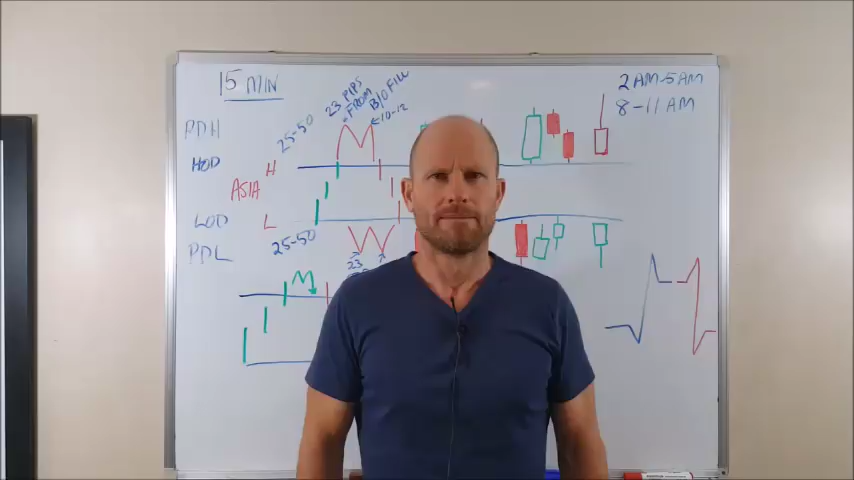 15 MIN
23 PIPS
FROM
B/O FILL
10-12
2AM-5AM
8-11 AM
PDH
25-50
HOD
H
ASIA
LOD
L
PDL
25-50
23